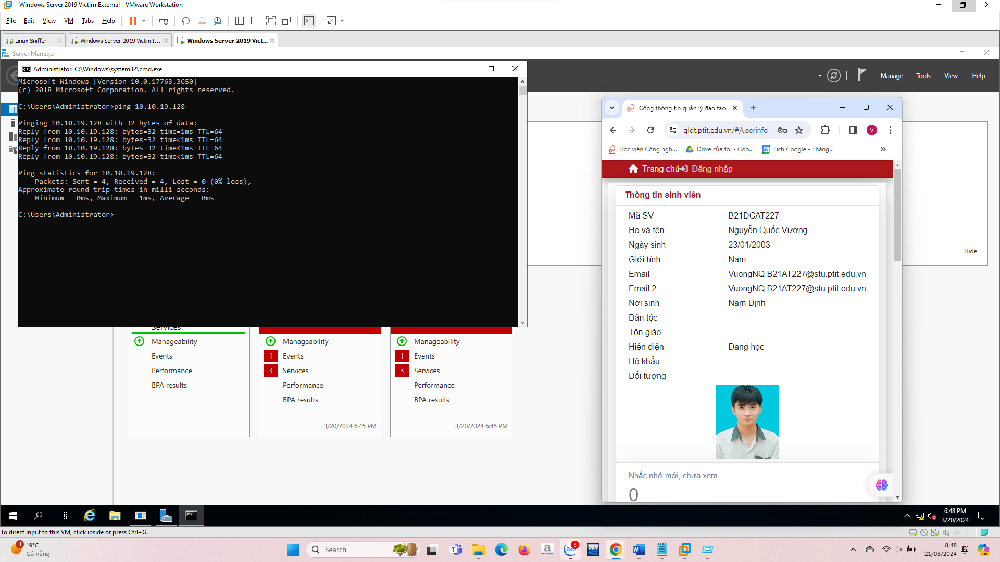 Windows Server 2019 Victim External - VMware Workstation
File Edit View VM Tabs Help
Linux Sniffer
Windows Server 2019 Victim I...
Windows Server 2019 Vict...
Server Manager
Manage Tools View Help
Administrator: C:\Windows\system32\cmd.exe
Microsoft Windows [Version 10.0.17763.3650]
(c) 2018 Microsoft Corporation. All rights reserved.
C:\Users\Administrator>ping 10.10.19.128
Pinging 10.10.19.128 with 32 bytes of data:
Reply from 10.10.19.128: bytes=32 time=1ms TTL=64
Reply from 10.10.19.128: bytes=32 time<1ms TTL=64
Reply from 10.10.19.128: bytes=32 time<1ms TTL=64
Reply from 10.10.19.128: bytes=32 time<1ms TTL=64
Ping statistics for 10.10.19.128:
Packets: Sent = 4, Received = 4, Lost = 0 (0% loss),
Approximate round trip times in milli-seconds:
Minimum = 0ms, Maximum = 1ms, Average = 0ms
C:\Users\Administrator>
Hide
Services
Manageability
Events
Performance
BPA results
Manageability
1 Events
3 Services
Performance
BPA results
3/20/2024 6:45 PM
Manageability
1 Events
3 Services
Performance
BPA results
3/20/2024 6:45 PM
Cổng thông tin quản lý đào tạo
qldt.ptit.edu.vn/#/userinfo
V
Học viện Công ngh...
Drive của tôi - Goo...
28
Lịch Google - Tháng...
Trang chủ Đăng nhập
Thông tin sinh viên
Mã SV B21DCAT227
Họ và tên Nguyễn Quốc Vượng
Ngày sinh 23/01/2003
Giới tính Nam
Email VuongNQ.B21AT227@stu.ptit.edu.vn
Email 2 VuongNQ.B21AT227@stu.ptit.edu.vn
Nơi sinh Nam Định
Dân tộc
Tôn giáo
Hiện diện Đang học
Hộ khẩu
Đối tượng
Nhắc nhở mới, chưa xem
0
6:48 PM
3/20/2024
To direct input to this VM, click inside or press Ctrl+G.
1
19°C
Có nắng
Search
a
Zalo
3
DEV
PRE
8:48
21/03/2024